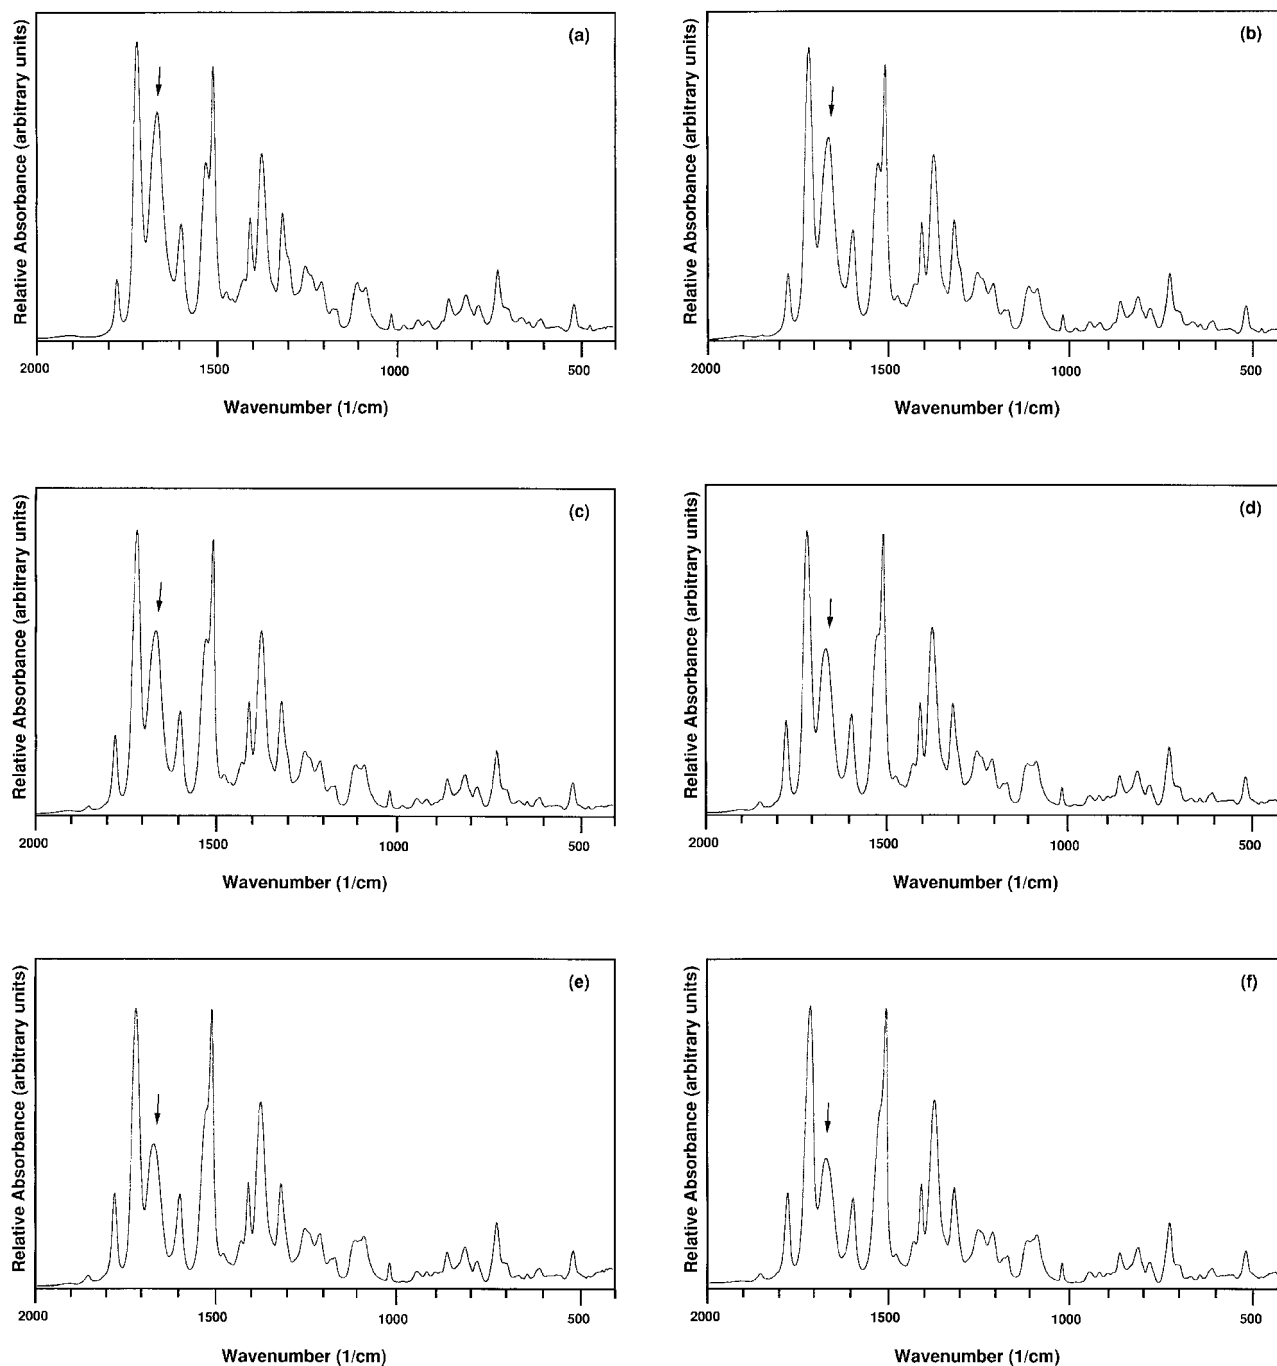 Relative Absorbance (arbitrary units)
(a)
2000 1500 1000 500
Wavenumber (1/cm)
Relative Absorbance (arbitrary units)
(b)
2000 1500 1000 500
Wavenumber (1/cm)
Relative Absorbance (arbitrary units)
(c)
2000 1500 1000 500
Wavenumber (1/cm)
Relative Absorbance (arbitrary units)
(d)
2000 1500 1000 500
Wavenumber (1/cm)
Relative Absorbance (arbitrary units)
(e)
2000 1500 1000 500
Wavenumber (1/cm)
Relative Absorbance (arbitrary units)
(f)
2000 1500 1000 500
Wavenumber (1/cm)